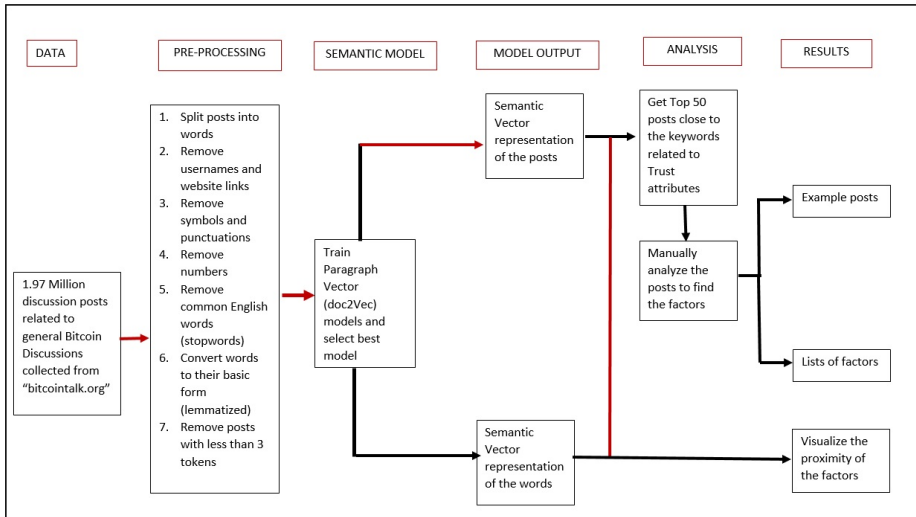 DATA
PRE-PROCESSING
SEMANTIC MODEL
MODEL OUTPUT
ANALYSIS
RESULTS
1.97 Million
discussion posts
related to
general Bitcoin
Discussions
collected from
“bitcointalk.org”
1. Split posts into
words
2. Remove
usernames and
website links
3. Remove
symbols and
punctuations
4. Remove
numbers
5. Remove
common English
words
(stopwords)
6. Convert words
to their basic
form
(lemmatized)
7. Remove posts
with less than 3
tokens
Train
Paragraph
Vector
(doc2Vec)
models and
select best
model
Semantic
Vector
representation
of the posts
Semantic
Vector
representation
of the words
Get Top 50
posts close to
the keywords
related to
Trust
attributes
Manually
analyze the
posts to find
the factors
Example posts
Lists of factors
Visualize the
proximity of
the factors